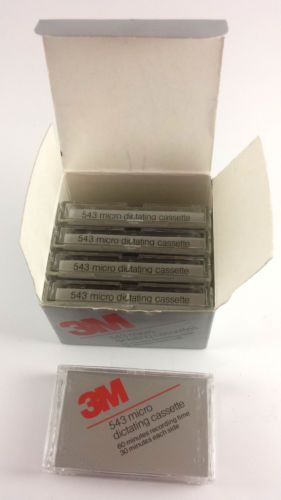 543 micro dictating cassette
543 micro dictating cassette
543 micro dictating cassette
543 micro dictating cassette
3M
3M
543 micro
dictating cassette
60 minutes recording time
30 minutes each side